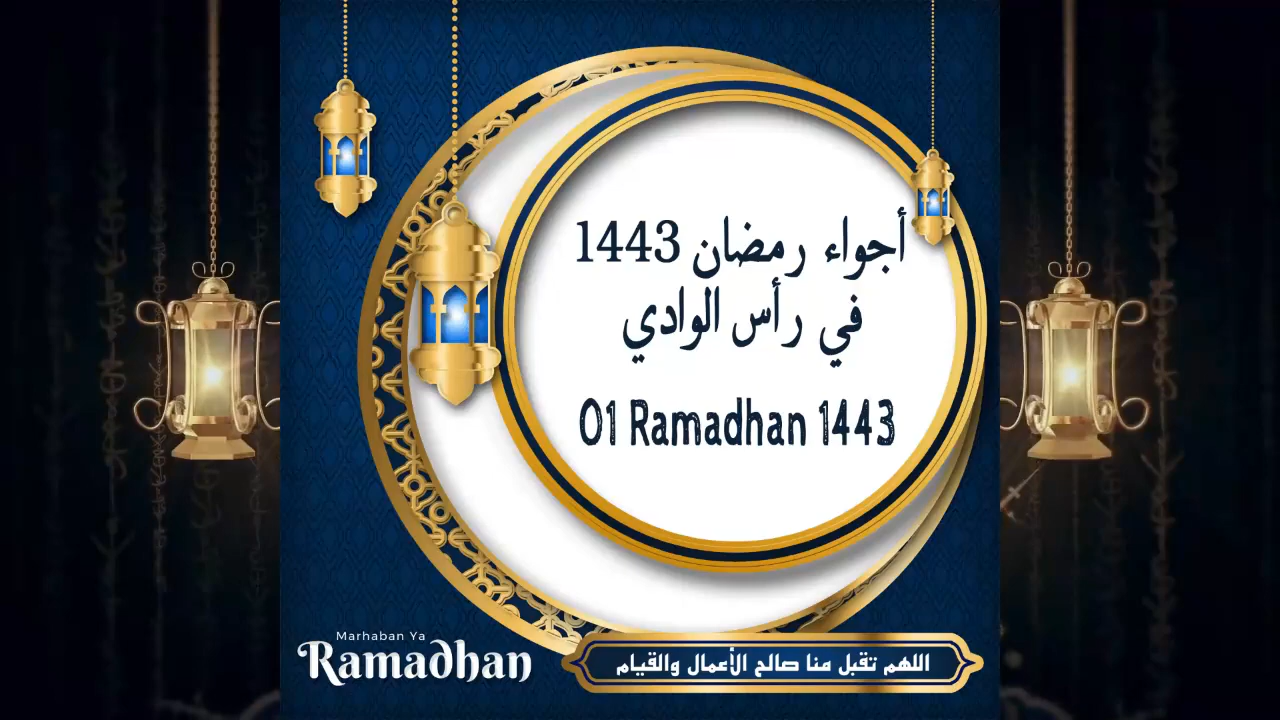 أجواء رمضان 1443
في رأس الوادي
01 Ramadhan 1443
Marhaban Ya
Ramadhan
اللهم تقبل منا صالح الأعمال والقيام